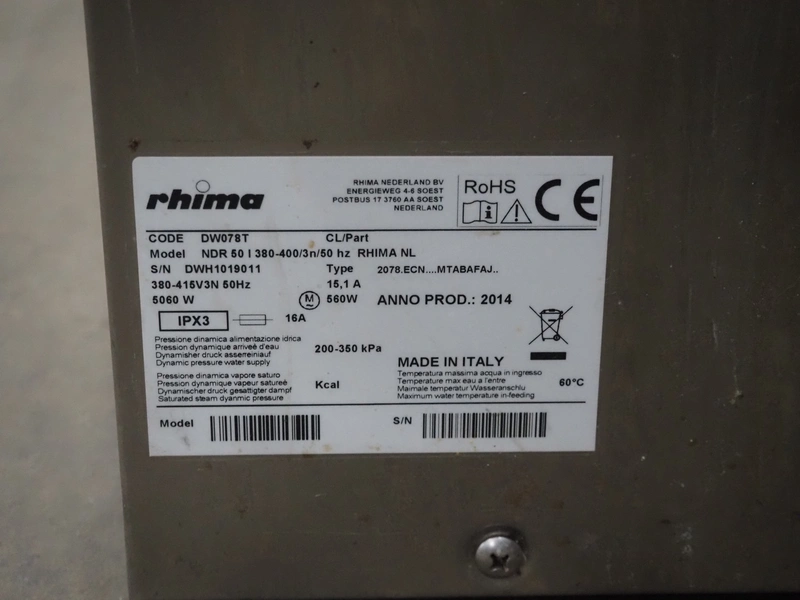 rhima
RHIMA NEDERLAND BV
ENERGIEWEG 4-6 SOEST
POSTBUS 17 3760 AA SOEST
NEDERLAND
RoHS
CE
CODE DW078T CL/Part
Model NDR 50 I 380-400/3n/50 hz RHIMA NL
S/N DWH1019011 Type 2078.ECN....MTABAFAJ..
380-415V3N 50Hz 15,1 A
5060 W M 560W ANNO PROD.: 2014
IPX3 16A
Pressione dinamica alimentazione idrica
Pression dynamique arriveé d'eau
Dynamisher druck asserreiniauf
Dynamic pressure water supply
200-350 kPa
MADE IN ITALY
Temperatura massima acqua in ingresso
Temperature max eau a l'entre
Maimale temperatur Wasseranschlu
Maximum water temperature in-feeding
60°C
Pressione dinamica vapore saturo
Pression dynamique vapeur satureé
Dynamischer druck gesattigter dampf
Saturated steam dyanmic pressure
Kcal
Model S/N